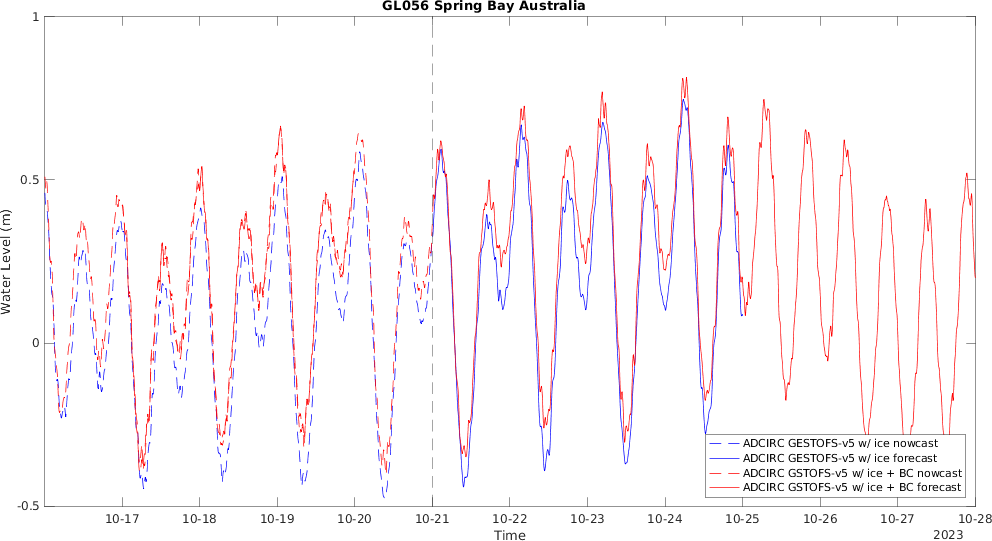 GL056 Spring Bay Australia
1
0.5
0
-0.5
Water Level (m)
ADCIRC GESTOFS-v5 w/ ice nowcast
ADCIRC GESTOFS-v5 w/ ice forecast
ADCIRC GSTOFS-v5 w/ ice + BC nowcast
ADCIRC GSTOFS-v5 w/ ice + BC forecast
10-17 10-18 10-19 10-20 10-21 10-22 10-23 10-24 10-25 10-26 10-27 10-28
Time
2023